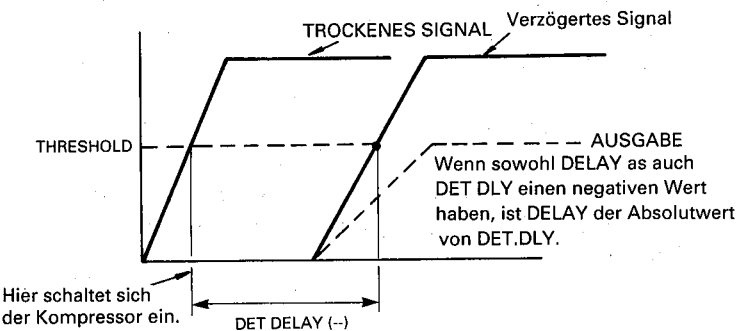 TROCKENES SIGNAL
Verzögertes Signal
THRESHOLD
AUSGABE
Wenn sowohl DELAY as auch
DET DLY einen negativen Wert
haben, ist DELAY der Absolutwert
von DET.DLY.
Hier schaltet sich
der Kompressor ein.
DET DELAY (--)